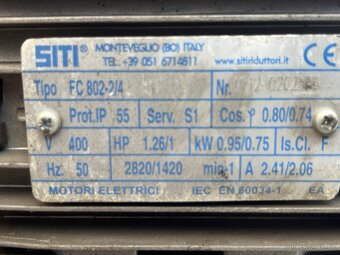 SITI MONTEVEGLIO (BO) ITALY
TEL.+39 051 6714811 www.sitiriduttori.it CE
Tipo FC 802-2/4 Nr.
Prot.IP 55 Serv. S1 Cos.φ 0.80/0.74
V 400 HP 1.26/1 kW 0.95/0.75 Is.Cl. F
Hz. 50 2820/1420 min-1 A 2.41/2.06
MOTORI ELETTRICI IEC EN 60034-1 EA